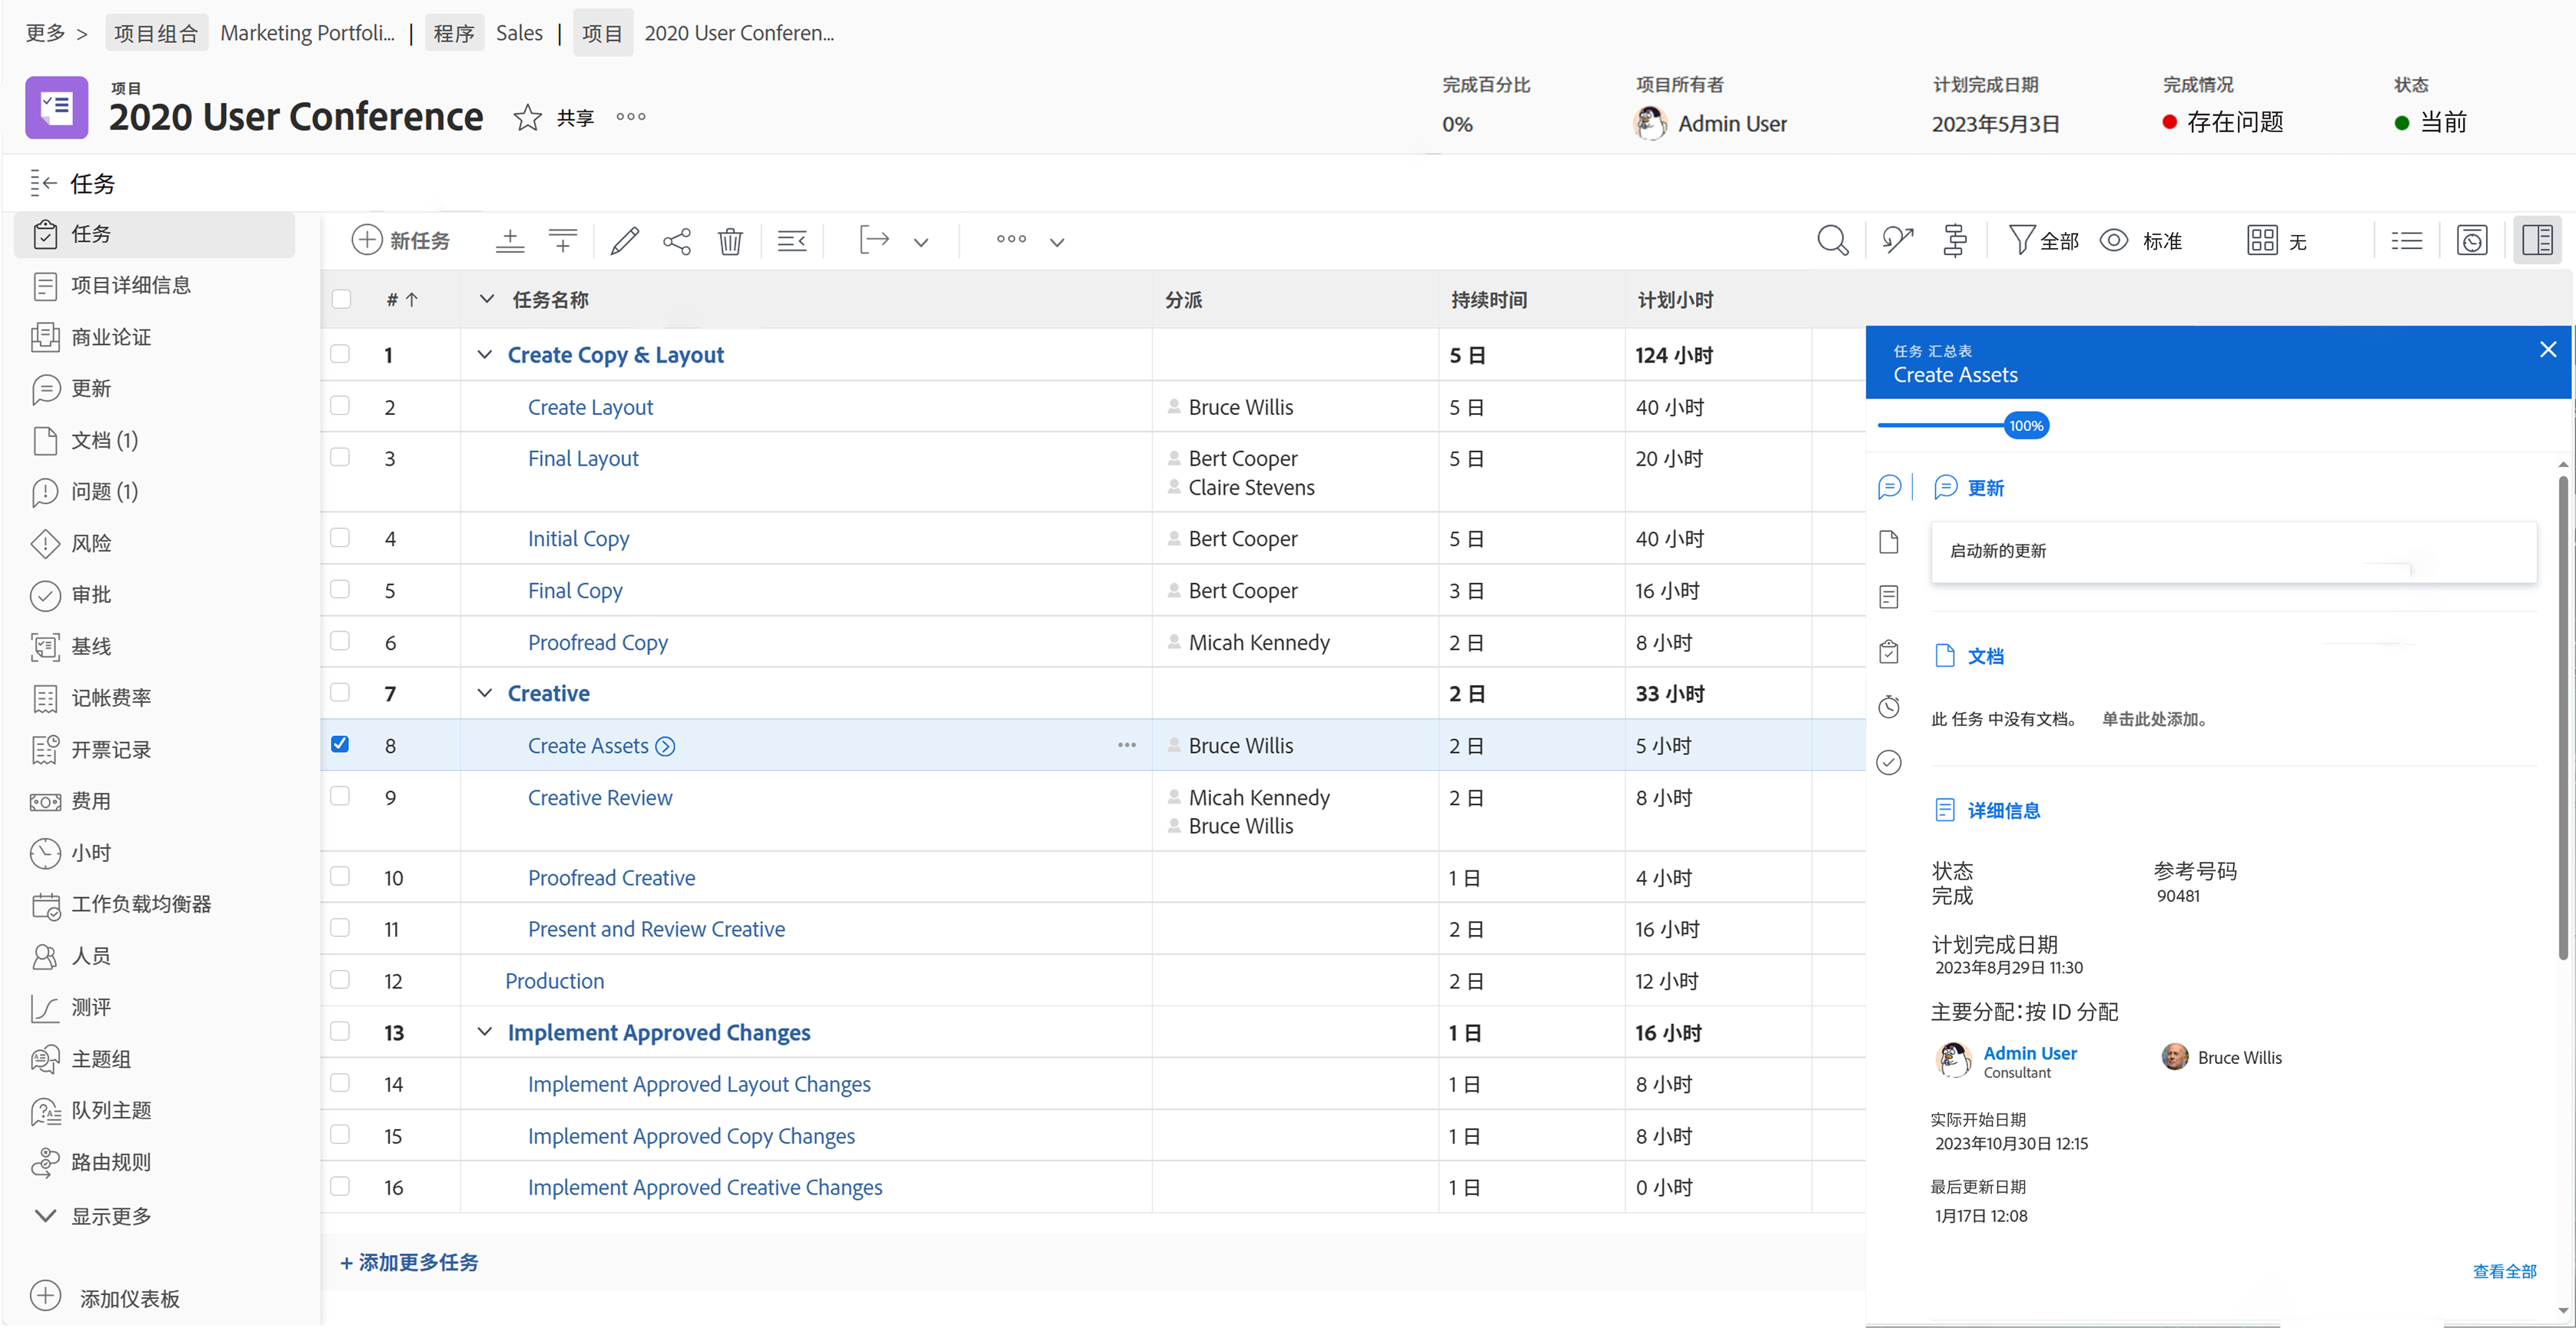 更多 > 项目组合 Marketing Portfoli... | 程序 Sales | 项目 2020 User Conferen...
项目
2020 User Conference 共享
完成百分比
0%
项目所有者
Admin User
计划完成日期
2023年5月3日
完成情况
存在问题
状态
当前
任务
任务
项目详细信息
商业论证
更新
文档 (1)
问题 (1)
风险
审批
基线
记帐费率
开票记录
费用
小时
工作负载均衡器
人员
测评
主题组
队列主题
路由规则
显示更多
添加仪表板
新任务 全部 标准 无
# 任务名称 分派 持续时间 计划小时
1 Create Copy & Layout 5 日 124 小时
2 Create Layout Bruce Willis 5 日 40 小时
3 Final Layout Bert Cooper 5 日 20 小时
Claire Stevens
4 Initial Copy Bert Cooper 5 日 40 小时
5 Final Copy Bert Cooper 3 日 16 小时
6 Proofread Copy Micah Kennedy 2 日 8 小时
7 Creative 2 日 33 小时
8 Create Assets Bruce Willis 2 日 5 小时
9 Creative Review Micah Kennedy 2 日 8 小时
Bruce Willis
10 Proofread Creative 1 日 4 小时
11 Present and Review Creative 2 日 16 小时
12 Production 2 日 12 小时
13 Implement Approved Changes 1 日 16 小时
14 Implement Approved Layout Changes 1 日 8 小时
15 Implement Approved Copy Changes 1 日 8 小时
16 Implement Approved Creative Changes 1 日 0 小时
+ 添加更多任务
任务 汇总表
Create Assets
100%
更新
启动新的更新
文档
此 任务 中没有文档。 单击此处添加。
详细信息
状态
完成
参考号码
90481
计划完成日期
2023年8月29日 11:30
主要分配：按 ID 分配
Admin User
Consultant
Bruce Willis
实际开始日期
2023年10月30日 12:15
最后更新日期
1月17日 12:08
查看全部